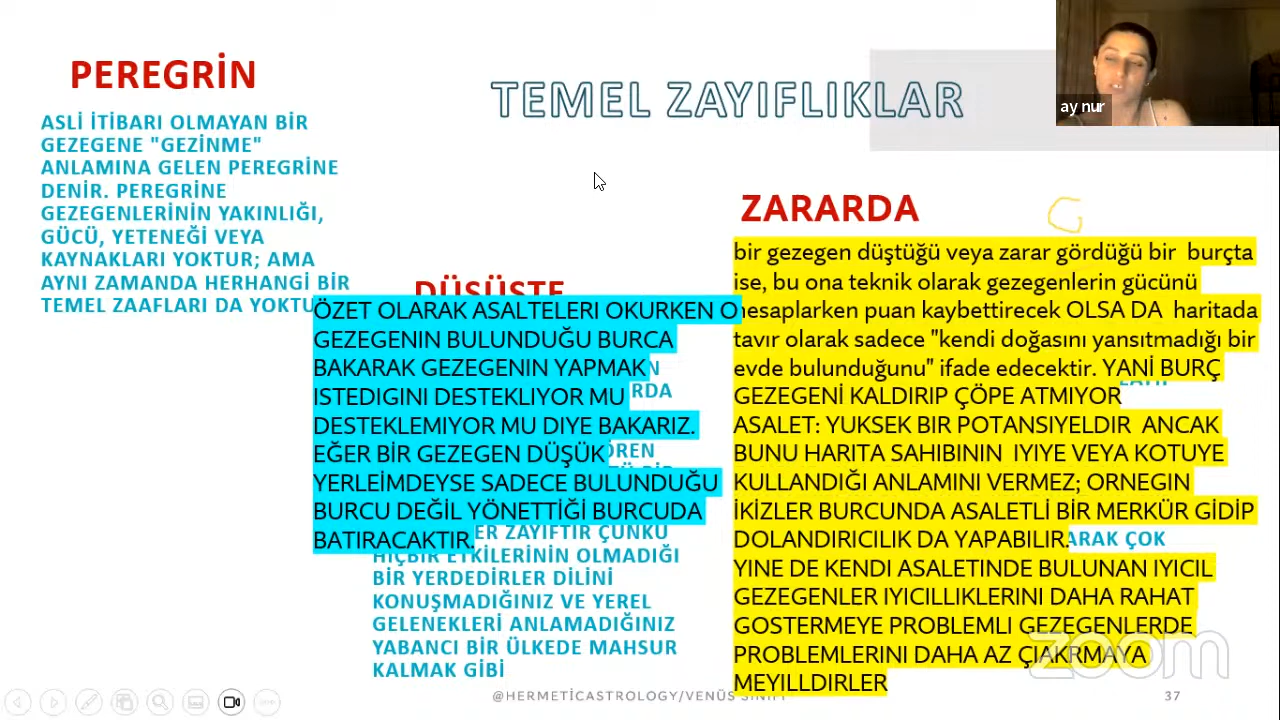 PEREGRİN
ASLİ İTİBARI OLMAYAN BİR
GEZEGENE "GEZİNME"
ANLAMINA GELEN PEREGRİNE
DENİR. PEREGRİNE
GEZEGENLERİNİN YAKINLIĞI,
GÜCÜ, YETENEĞİ VEYA
KAYNAKLARI YOKTUR; AMA
AYNI ZAMANDA HERHANGİ BİR
TEMEL ZAAFLARI DA
TEMEL ZAYIFLIKLAR
ay nur
DÜŞÜŞTE
ÖZET OLARAK ASALTELERI OKURKEN O
GEZEGENIN BULUNDUĞU BURCA
BAKARAK GEZEGENIN YAPMAK
ISTEDIGINI DESTEKLIYOR MU
DESTEKLEMIYOR MU DIYE BAKARIZ.
EĞER BİR GEZEGEN DÜŞÜK
YERLEİMDEYSE SADECE BULUNDUĞU
BURCU DEĞİL YÖNETTİĞİ BURCUDA
BATIRACAKTIR.
ZAYIFTIR ÇÜNKÜ
HİÇBİR ETKİLERİNİN OLMADIĞI
BİR YERDEDİRLER DİLİNİ
KONUŞMADIĞINIZ VE YEREL
GELENEKLERİ ANLAMADIĞINIZ
YABANCI BİR ÜLKEDE MAHSUR
KALMAK GİBİ
ZARARDA
bir gezegen düştüğü veya zarar gördüğü bir burçta
ise, bu ona teknik olarak gezegenlerin gücünü
hesaplarken puan kaybettirecek OLSA DA haritada
tavır olarak sadece "kendi doğasını yansıtmadığı bir
evde bulunduğunu" ifade edecektir. YANİ BURÇ
GEZEGENİ KALDIRIP ÇÖPE ATMIYOR
ASALET: YUKSEK BIR POTANSIYELDIR ANCAK
BUNU HARITA SAHIBININ IYIYE VEYA KOTUYE
KULLANDIĞI ANLAMINI VERMEZ; ORNEGIN
İKİZLER BURCUNDA ASALETLİ BİR MERKÜR GİDİP
DOLANDIRICILIK DA YAPABILIR.
ÇOK
YINE DE KENDI ASALETINDE BULUNAN IYICIL
GEZEGENLER IYICILLIKLERINI DAHA RAHAT
GOSTERMEYE PROBLEMLI GEZEGENLERDE
PROBLEMLERINI DAHA AZ ÇIAKRMAYA
MEYILLDIRLER
zoom
@HERMETİCASTROLOGY/VENÜS SINIFI
37